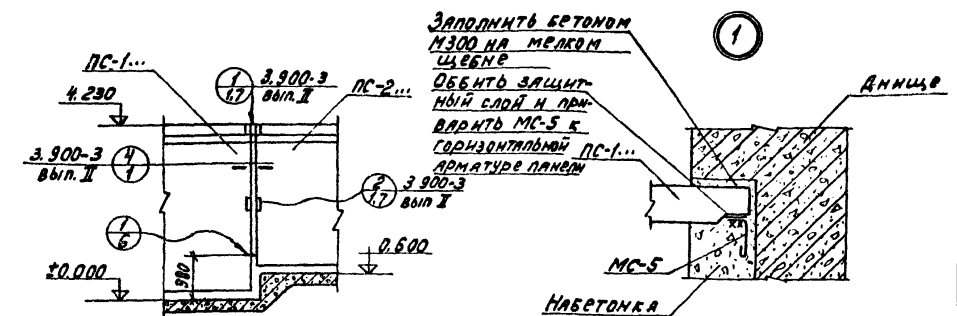 ПС-1...
1
1,7
3.900-3
вып. II
ПС-2...
4.230
3.900-3
вып. II
4
1
2
1,7
3.900-3
вып II
1
6
980
±0.000
0.600
Заполнить бетоном
М300 на мелком
щебне
Оббить защит-
ный слой и при-
варить МС-5 к
горизонтальной
арматуре панели
ПС-1...
1
Днище
МС-5
Набетонка